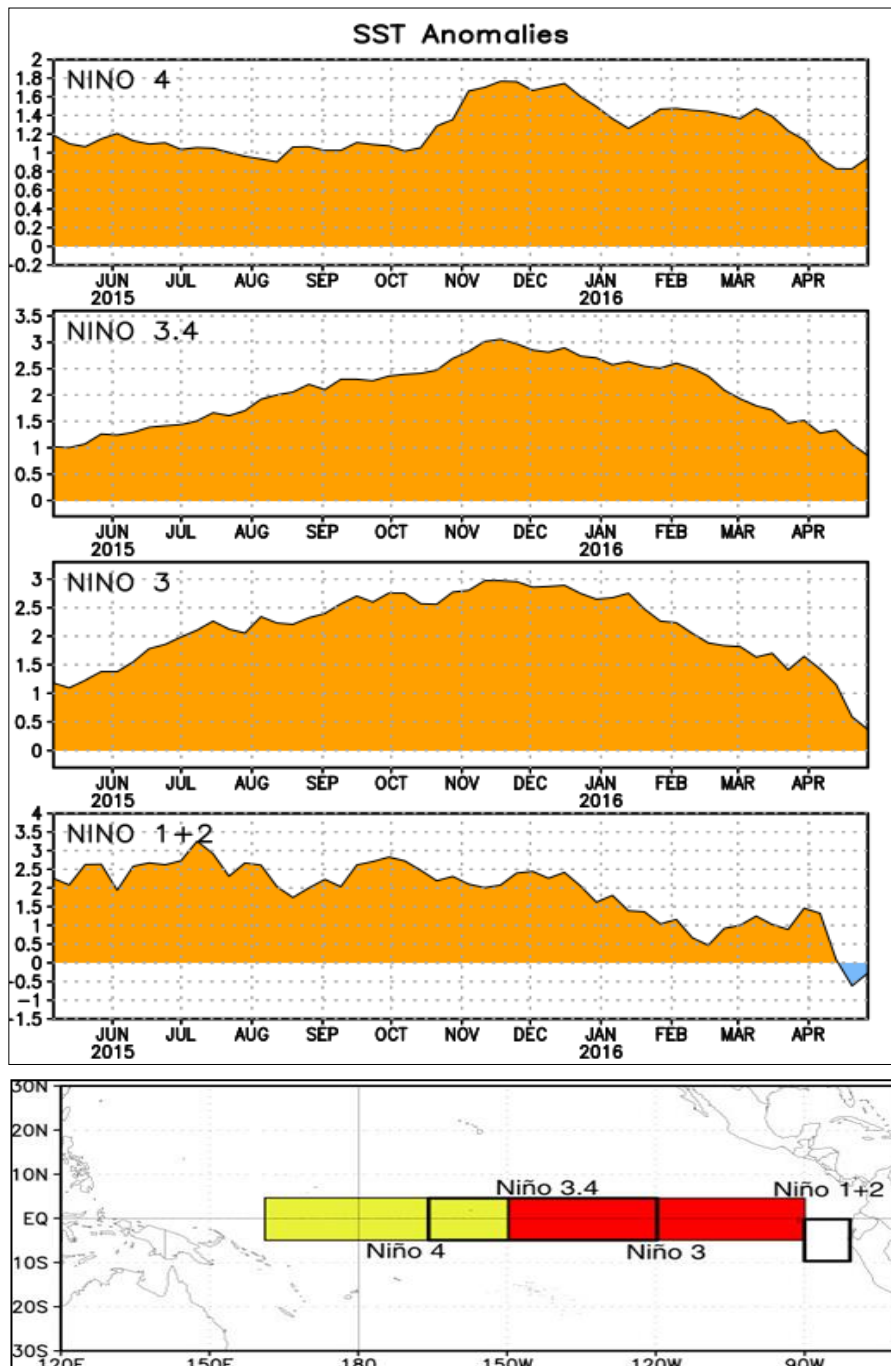 SST Anomalies
NINO 4
2
1.8
1.6
1.4
1.2
1
0.8
0.6
0.4
0.2
0
-0.2
JUN JUL AUG SEP OCT NOV DEC JAN FEB MAR APR
2015 2016
NINO 3.4
3.5
3
2.5
2
1.5
1
0.5
0
JUN JUL AUG SEP OCT NOV DEC JAN FEB MAR APR
2015 2016
NINO 3
3
2.5
2
1.5
1
0.5
0
JUN JUL AUG SEP OCT NOV DEC JAN FEB MAR APR
2015 2016
NINO 1+2
4
3.5
3
2.5
2
1.5
1
0.5
0
-0.5
-1
-1.5
JUN JUL AUG SEP OCT NOV DEC JAN FEB MAR APR
2015 2016
30N
20N
10N
Niño 3.4 Niño 1+2
EQ
Niño 4 Niño 3
10S
20S
30S
120E 150E 180 150W 120W 90W